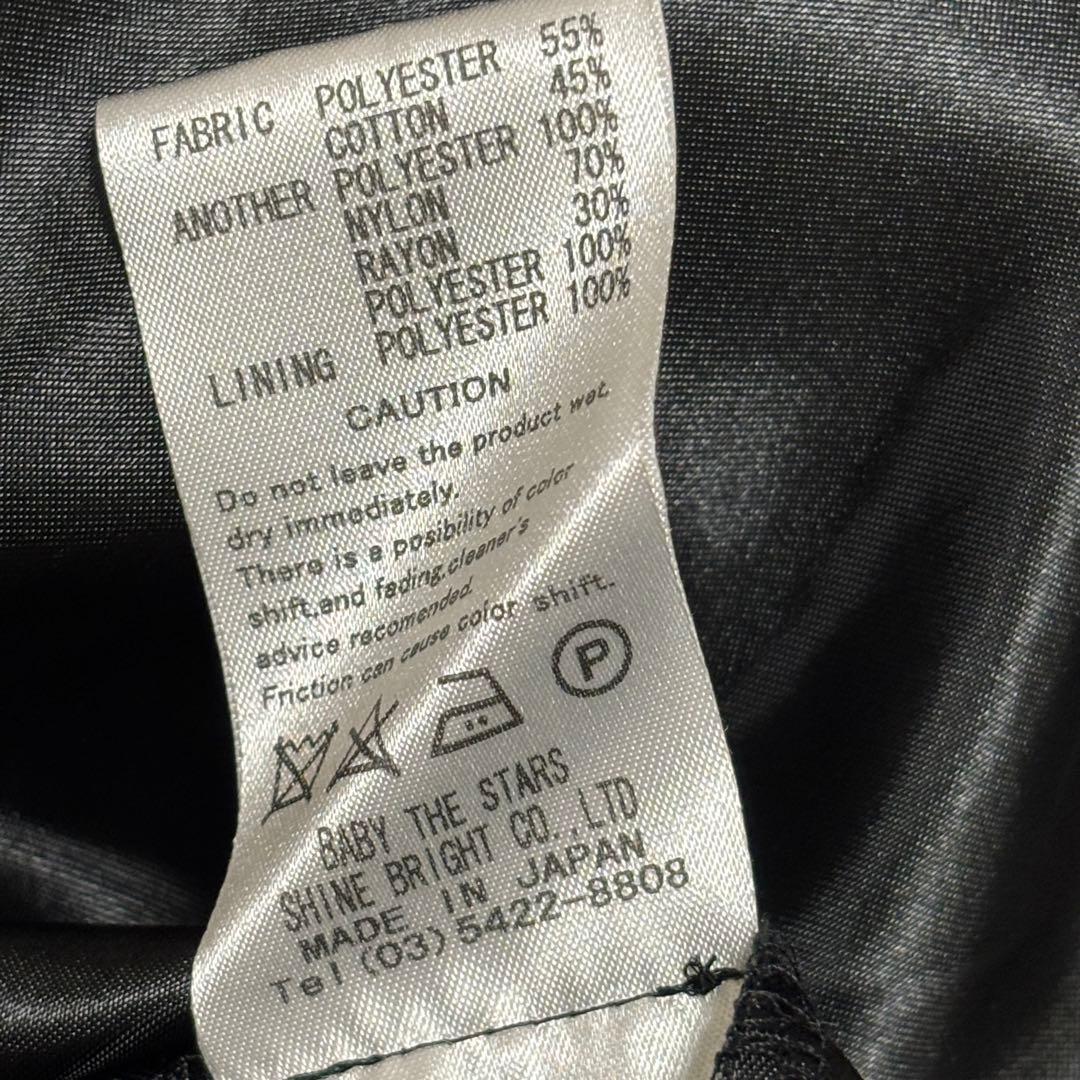 FABRIC POLYESTER 55%
COTTON 45%
ANOTHER POLYESTER 100%
NYLON 70%
RAYON 30%
POLYESTER 100%
LINING POLYESTER 100%
CAUTION
Do not leave the product wet,
dry immediately.
There is a posibility of color
shift,and fading,cleaner's
advice recomended.
Friction can cause color shift.
P
BABY THE STARS
SHINE BRIGHT CO.,LTD
MADE IN JAPAN
Tel (03) 5422-8808